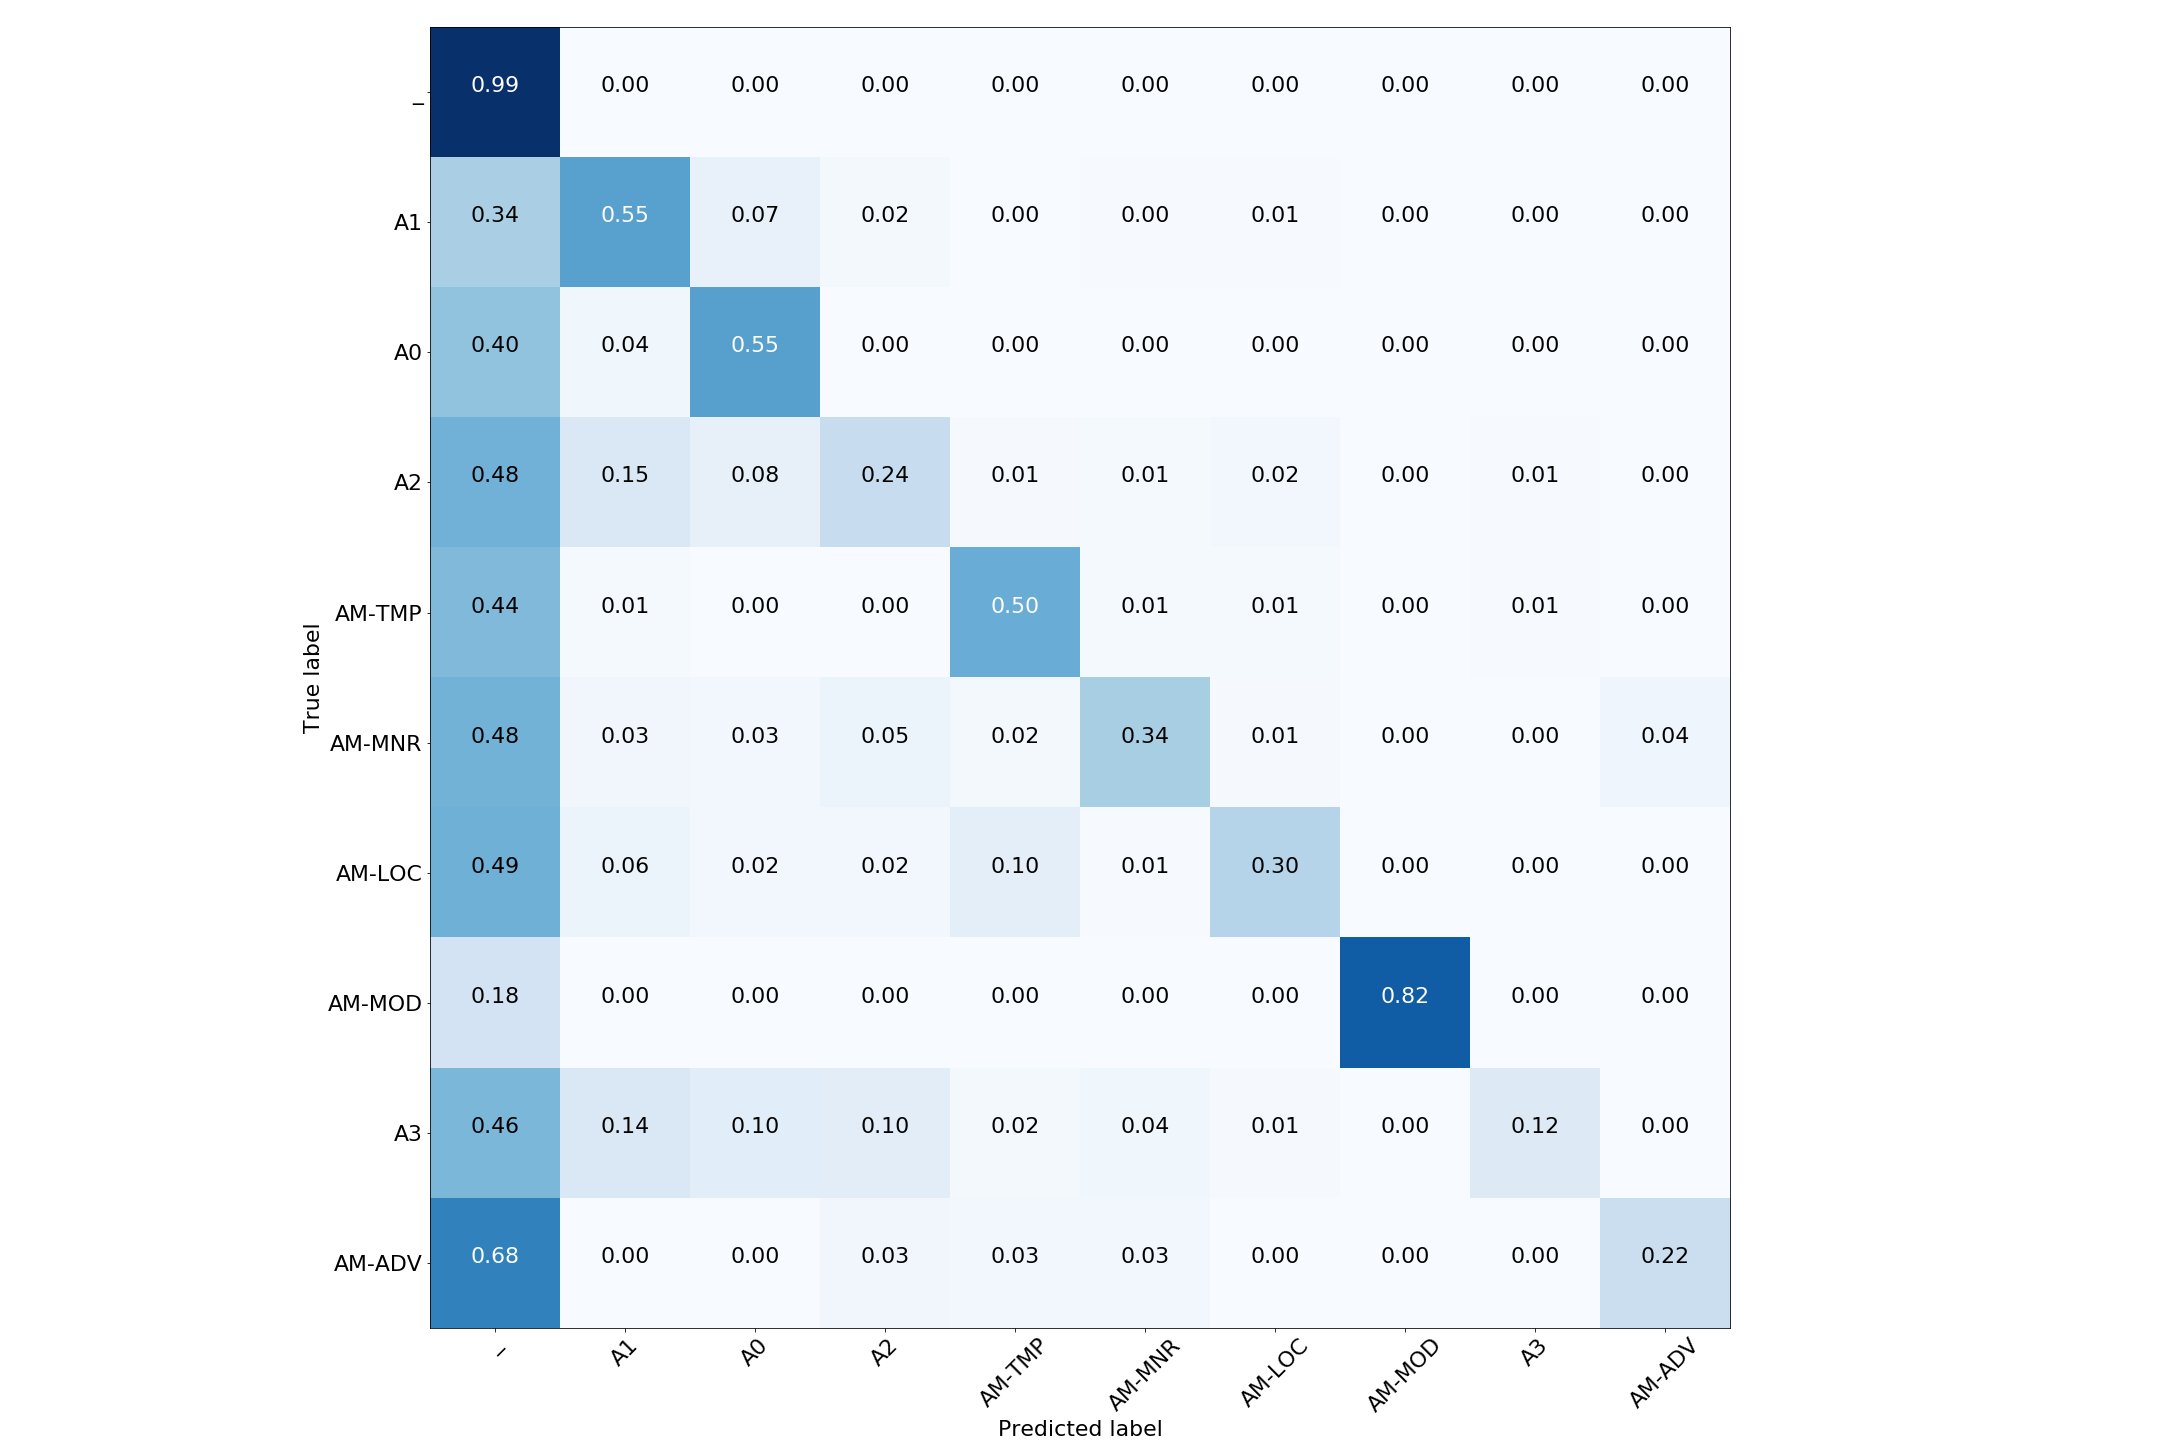 _ 0.99 0.00 0.00 0.00 0.00 0.00 0.00 0.00 0.00 0.00
A1 0.34 0.55 0.07 0.02 0.00 0.00 0.01 0.00 0.00 0.00
A0 0.40 0.04 0.55 0.00 0.00 0.00 0.00 0.00 0.00 0.00
A2 0.48 0.15 0.08 0.24 0.01 0.01 0.02 0.00 0.01 0.00
AM-TMP 0.44 0.01 0.00 0.00 0.50 0.01 0.01 0.00 0.01 0.00
True label
AM-MNR 0.48 0.03 0.03 0.05 0.02 0.34 0.01 0.00 0.00 0.04
AM-LOC 0.49 0.06 0.02 0.02 0.10 0.01 0.30 0.00 0.00 0.00
AM-MOD 0.18 0.00 0.00 0.00 0.00 0.00 0.00 0.82 0.00 0.00
A3 0.46 0.14 0.10 0.10 0.02 0.04 0.01 0.00 0.12 0.00
AM-ADV 0.68 0.00 0.00 0.03 0.03 0.03 0.00 0.00 0.00 0.22
_ A1 A0 A2 AM-TMP AM-MNR AM-LOC AM-MOD A3 AM-ADV
Predicted label